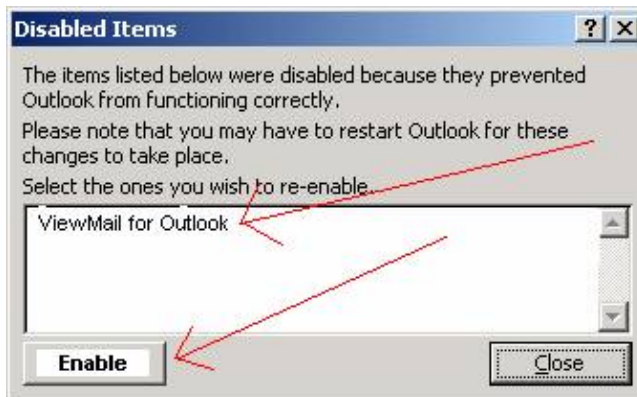 Disabled Items
The items listed below were disabled because they prevented
Outlook from functioning correctly.
Please note that you may have to restart Outlook for these
changes to take place.
Select the ones you wish to re-enable.
ViewMail for Outlook
Enable
Close